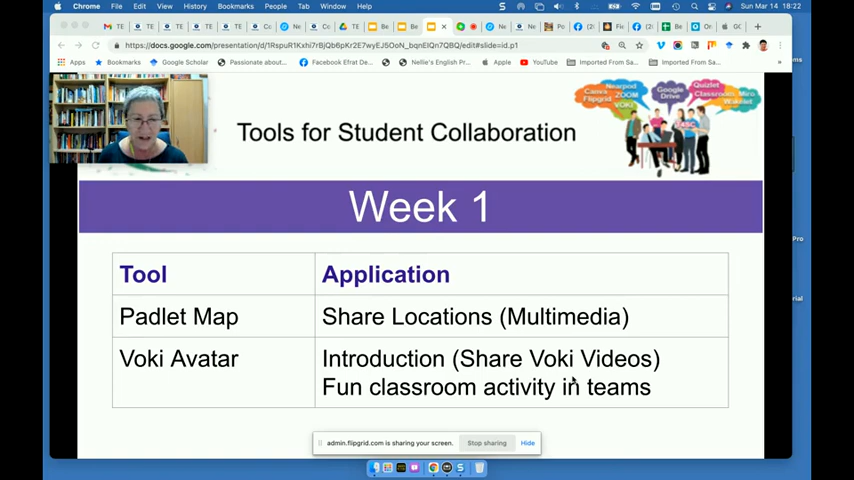 Chrome File Edit View History Bookmarks People Tab Window Help
Sun Mar 14 18:22
https://docs.google.com/presentation/d/1RspuR1Kxhi7rBjQb6pKr2E7wyEJ5OoN_bqnEIQn7QBQ/edit#slide=id.p1
Apps Google Scholar Passionate about... Facebook Efrat De... Nellie's English Pr... Apple YouTube Imported From Sa... Imported From Sa...
Canva Nearpod Quizlet
Flipgrid ZOOM Google Classroom Miro
VOKI Drive Wakelet
Tools for Student Collaboration
Week 1
Tool Application
Padlet Map Share Locations (Multimedia)
Voki Avatar Introduction (Share Voki Videos)
Fun classroom activity in teams
admin.flipgrid.com is sharing your screen. Stop sharing Hide